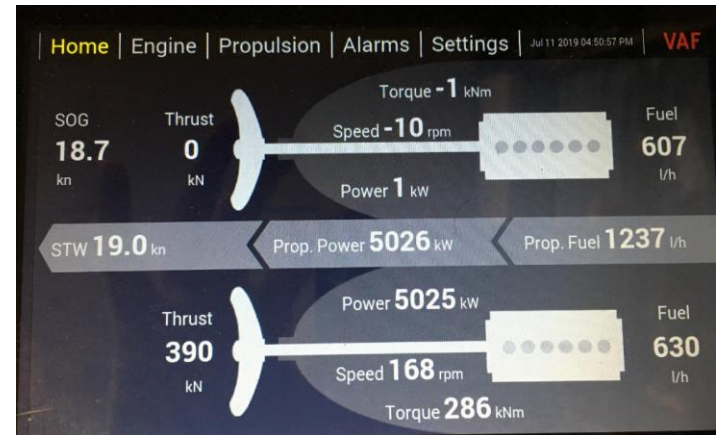 Home | Engine | Propulsion | Alarms | Settings | Jul 11 2019 04:50:57 PM | VAF
Torque -1 kNm
SOG
18.7
kn
Thrust
0
kN
Speed -10 rpm
Power 1 kW
Fuel
607
l/h
STW 19.0 kn
Prop. Power 5026 kW
Prop. Fuel 1237 l/h
Thrust
390
kN
Power 5025 kW
Speed 168 rpm
Torque 286 kNm
Fuel
630
l/h